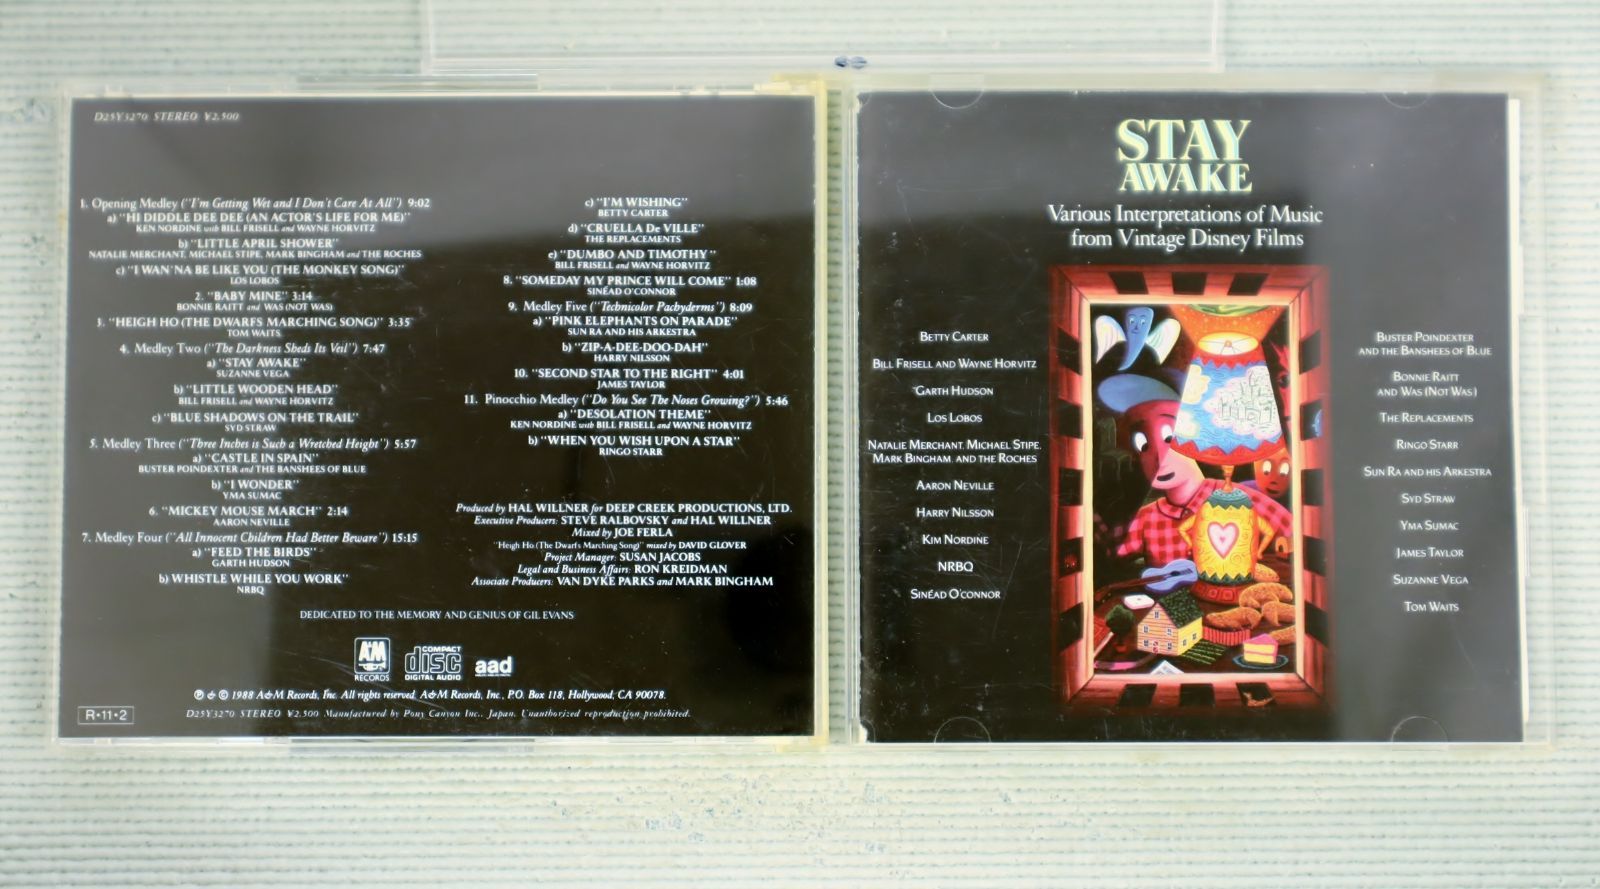 D25Y3270 STEREO ¥2,500
1. Opening Medley ("I'm Getting Wet and I Don't Care At All") 9:02
a) "HI DIDDLE DEE DEE (AN ACTOR'S LIFE FOR ME)"
KEN NORDINE with BILL FRISELL and WAYNE HORVITZ
b) "LITTLE APRIL SHOWER"
NATALIE MERCHANT, MICHAEL STIPE, MARK BINGHAM and THE ROCHES
c) "I WAN'NA BE LIKE YOU (THE MONKEY SONG)"
LOS LOBOS
2. "BABY MINE" 3:14
BONNIE RAITT and WAS (NOT WAS)
3. "HEIGH HO (THE DWARFS MARCHING SONG)" 3:35
TOM WAITS
4. Medley Two ("The Darkness Sheds Its Veil") 7:47
a) "STAY AWAKE"
SUZANNE VEGA
b) "LITTLE WOODEN HEAD"
BILL FRISELL and WAYNE HORVITZ
c) "BLUE SHADOWS ON THE TRAIL"
SYD STRAW
5. Medley Three ("Three Inches is Such a Wretched Height") 5:57
a) "CASTLE IN SPAIN"
BUSTER POINDEXTER and THE BANSHEES OF BLUE
b) "I WONDER"
YMA SUMAC
6. "MICKEY MOUSE MARCH" 2:14
AARON NEVILLE
7. Medley Four ("All Innocent Children Had Better Beware") 15:15
a) "FEED THE BIRDS"
GARTH HUDSON
b) WHISTLE WHILE YOU WORK"
NRBQ
c) "I'M WISHING"
BETTY CARTER
d) "CRUELLA De VILLE"
THE REPLACEMENTS
e) "DUMBO AND TIMOTHY"
BILL FRISELL and WAYNE HORVITZ
8. "SOMEDAY MY PRINCE WILL COME" 1:08
SINÉAD O'CONNOR
9. Medley Five ("Technicolor Pachyderms") 8:09
a) "PINK ELEPHANTS ON PARADE"
SUN RA AND HIS ARKESTRA
b) "ZIP-A-DEE-DOO-DAH"
HARRY NILSSON
10. "SECOND STAR TO THE RIGHT" 4:01
JAMES TAYLOR
11. Pinocchio Medley ("Do You See The Noses Growing?") 5:46
a) "DESOLATION THEME"
KEN NORDINE with BILL FRISELL and WAYNE HORVITZ
b) "WHEN YOU WISH UPON A STAR"
RINGO STARR
Produced by HAL WILLNER for DEEP CREEK PRODUCTIONS, LTD.
Executive Producers: STEVE RALBOVSKY and HAL WILLNER
Mixed by JOE FERLA
"Heigh Ho (The Dwarfs Marching Song)" mixed by DAVID GLOVER
Project Manager: SUSAN JACOBS
Legal and Business Affairs: RON KREIDMAN
Associate Producers: VAN DYKE PARKS and MARK BINGHAM
DEDICATED TO THE MEMORY AND GENIUS OF GIL EVANS
A&M RECORDS
COMPACT disc DIGITAL AUDIO
aad
℗ & © 1988 A&M Records, Inc. All rights reserved. A&M Records, Inc., P.O. Box 118, Hollywood, CA 90078.
R•11•2
D25Y3270 STEREO ¥2,500 Manufactured by Pony Canyon Inc., Japan. Unauthorized reproduction prohibited.
STAY
AWAKE
Various Interpretations of Music
from Vintage Disney Films
BETTY CARTER
BILL FRISELL AND WAYNE HORVITZ
GARTH HUDSON
LOS LOBOS
NATALIE MERCHANT, MICHAEL STIPE,
MARK BINGHAM, AND THE ROCHES
AARON NEVILLE
HARRY NILSSON
KIM NORDINE
NRBQ
SINÉAD O'CONNOR
BUSTER POINDEXTER
AND THE BANSHEES OF BLUE
BONNIE RAITT
AND WAS (NOT WAS)
THE REPLACEMENTS
RINGO STARR
SUN RA AND HIS ARKESTRA
SYD STRAW
YMA SUMAC
JAMES TAYLOR
SUZANNE VEGA
TOM WAITS